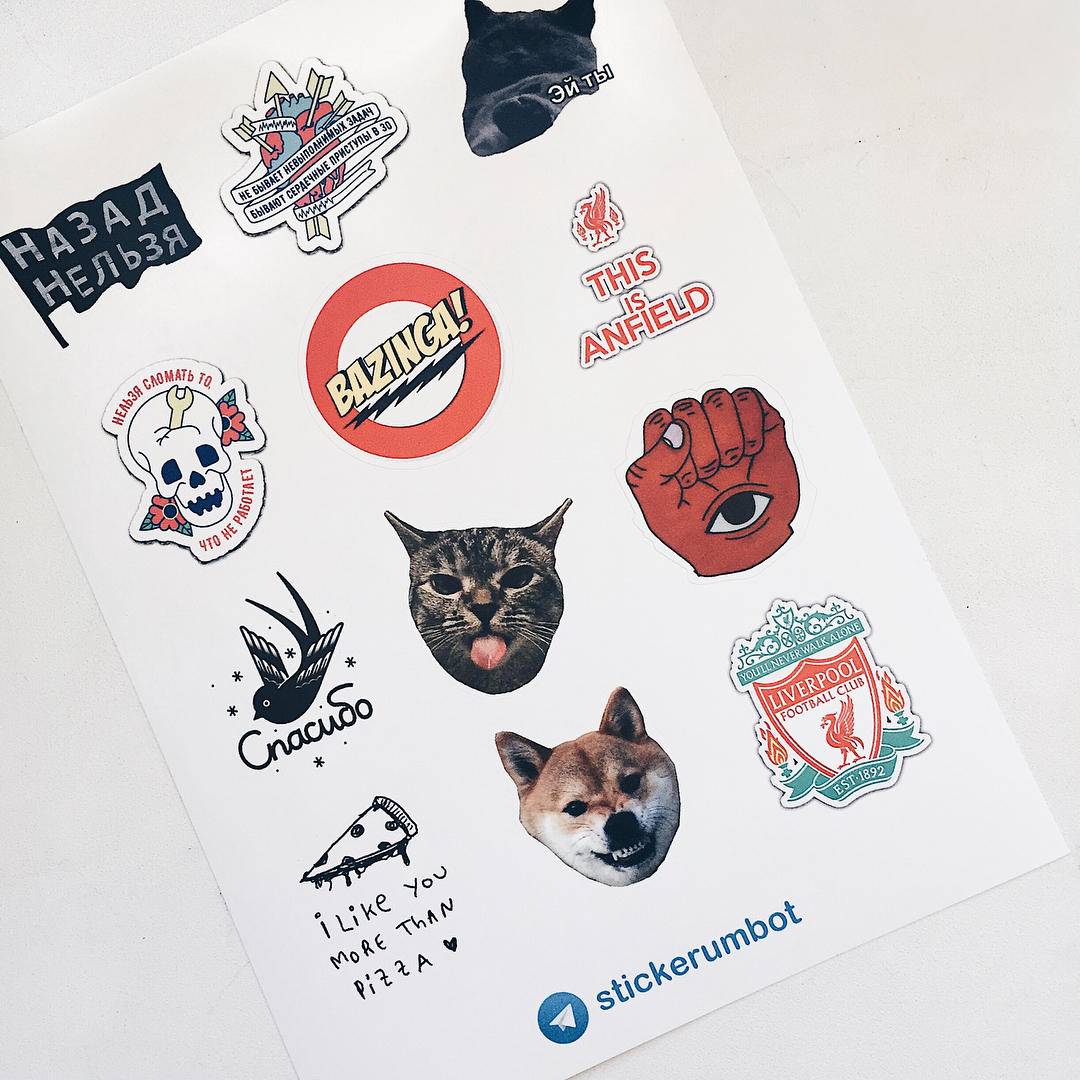 Эй ты
НЕ БЫВАЕТ НЕВЫПОЛНИМЫХ ЗАДАЧ
БЫВАЮТ СЕРДЕЧНЫЕ ПРИСТУПЫ В 30
НАЗАД
НЕЛЬЗЯ
THIS
IS
ANFIELD
BAZINGA!
НЕЛЬЗЯ СЛОМАТЬ ТО,
ЧТО НЕ РАБОТАЕТ
Спасибо
YOU'LL NEVER WALK ALONE
LIVERPOOL
FOOTBALL CLUB
EST·1892
i LiKe YOU
MORE THAN
PiZZA ♥
stickerumbot